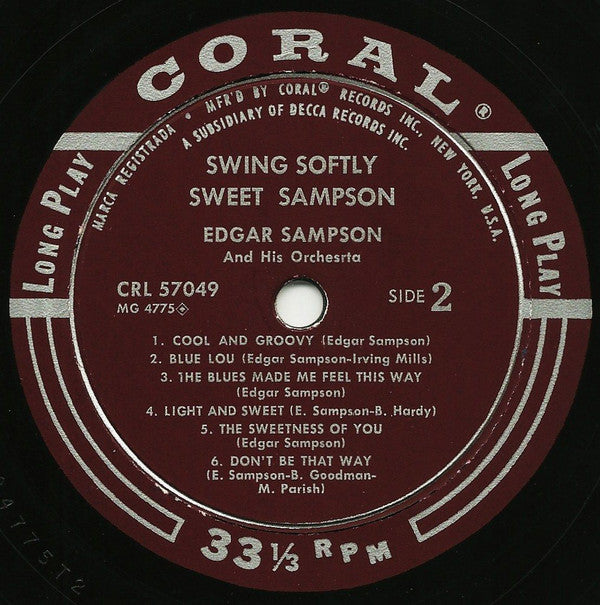 CORAL®
LONG PLAY
LONG PLAY
MARCA REGISTRADA • MFR'D BY CORAL® RECORDS INC., NEW YORK, U.S.A.
A SUBSIDIARY OF DECCA RECORDS INC.
SWING SOFTLY
SWEET SAMPSON
EDGAR SAMPSON
And His Orchesrta
CRL 57049
MG 4775
SIDE 2
1. COOL AND GROOVY (Edgar Sampson)
2. BLUE LOU (Edgar Sampson-Irving Mills)
3. THE BLUES MADE ME FEEL THIS WAY
(Edgar Sampson)
4. LIGHT AND SWEET (E. Sampson-B. Hardy)
5. THE SWEETNESS OF YOU
(Edgar Sampson)
6. DON'T BE THAT WAY
(E. Sampson-B. Goodman-
M. Parish)
33 1/3 RPM
4775T2